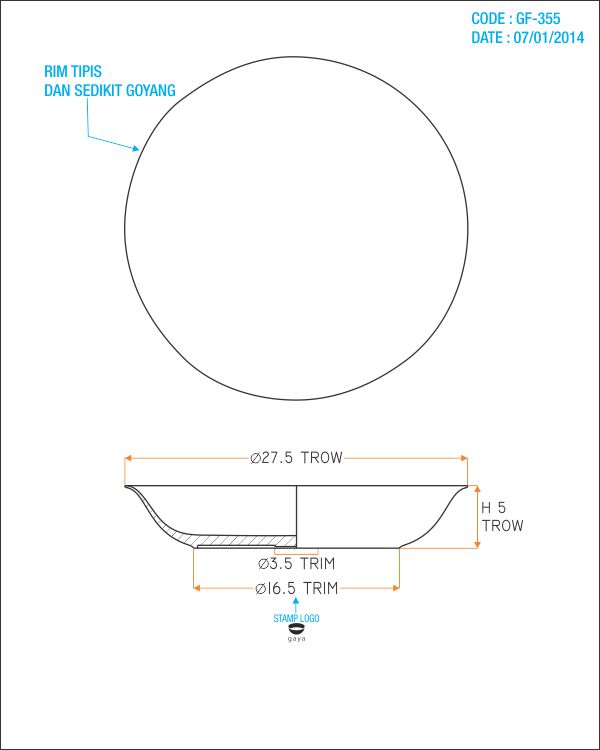 CODE : GF-355
DATE : 07/01/2014
RIM TIPIS
DAN SEDIKIT GOYANG
Ø27.5 TROW
H 5
TROW
Ø3.5 TRIM
Ø16.5 TRIM
STAMP LOGO
gaya